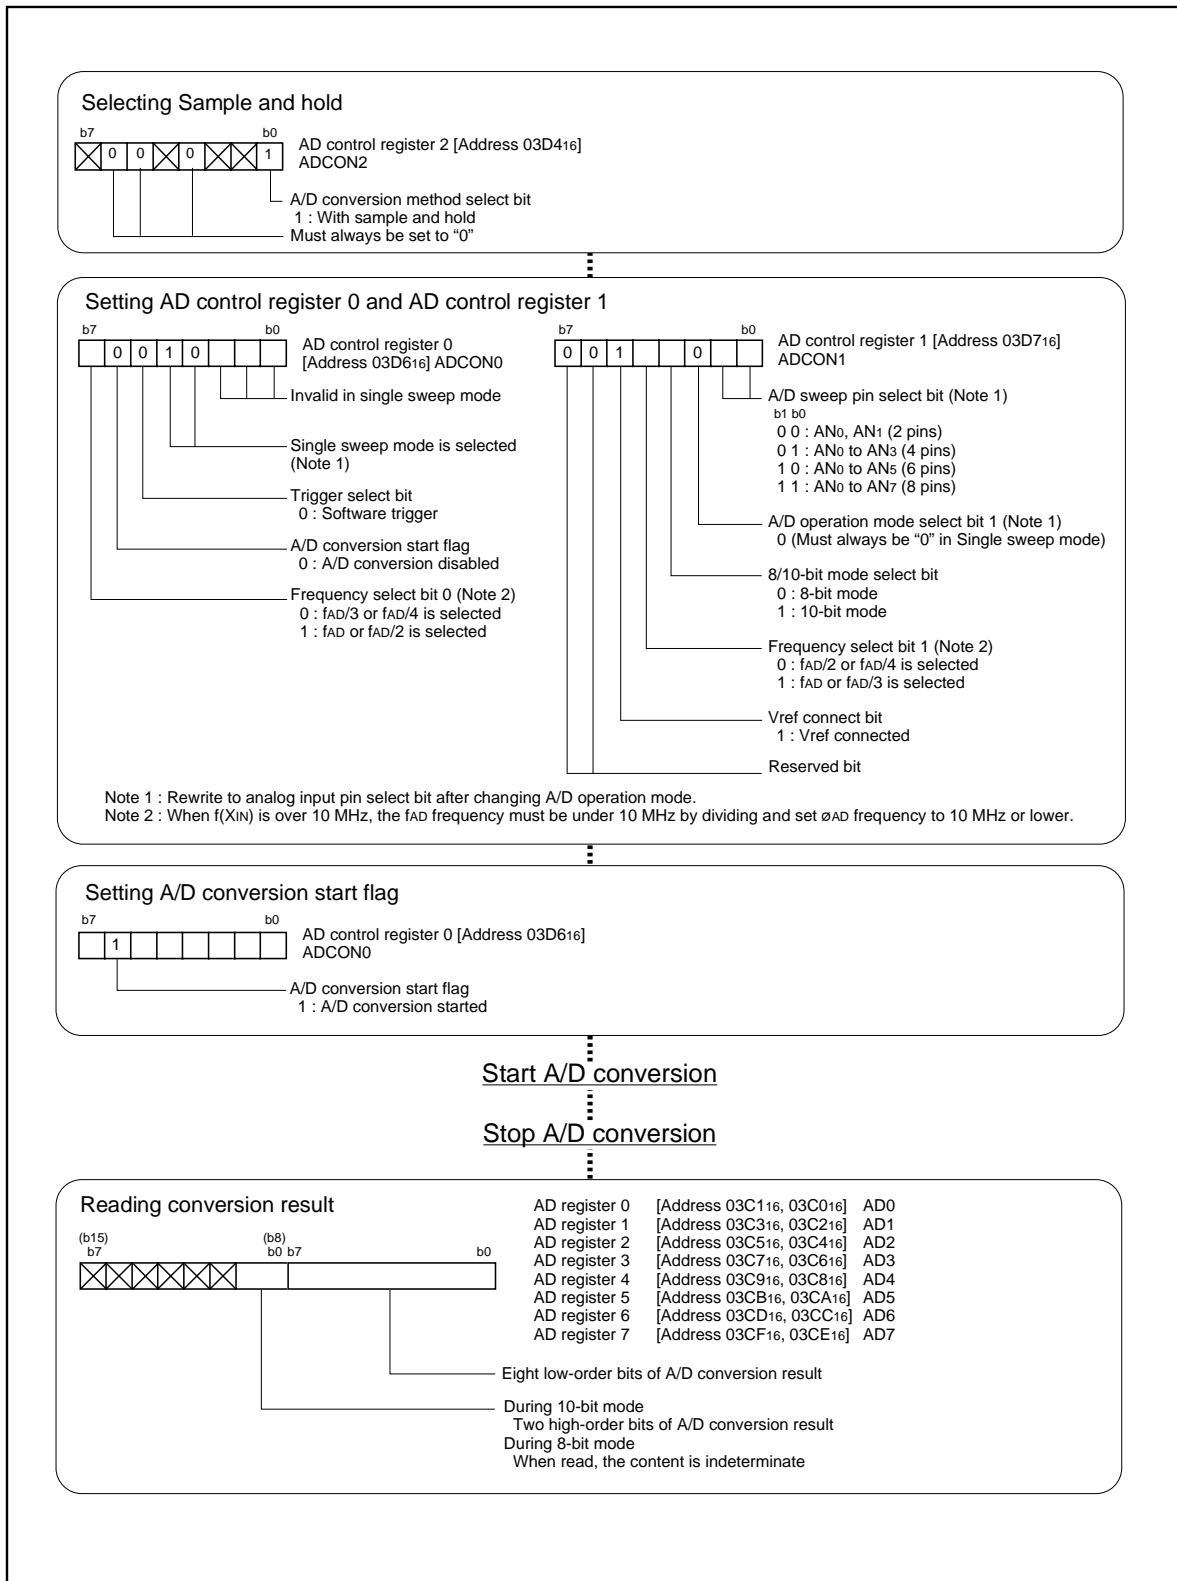 Selecting Sample and hold
b7 b0
0 0 0 1
AD control register 2 [Address 03D416]
ADCON2
A/D conversion method select bit
1 : With sample and hold
Must always be set to “0”
Setting AD control register 0 and AD control register 1
b7 b0
0 0 1 0
AD control register 0
[Address 03D616] ADCON0
Invalid in single sweep mode
Single sweep mode is selected
(Note 1)
Trigger select bit
0 : Software trigger
A/D conversion start flag
0 : A/D conversion disabled
Frequency select bit 0 (Note 2)
0 : fAD/3 or fAD/4 is selected
1 : fAD or fAD/2 is selected
b7 b0
0 0 1 0
AD control register 1 [Address 03D716]
ADCON1
A/D sweep pin select bit (Note 1)
b1 b0
0 0 : AN0, AN1 (2 pins)
0 1 : AN0 to AN3 (4 pins)
1 0 : AN0 to AN5 (6 pins)
1 1 : AN0 to AN7 (8 pins)
A/D operation mode select bit 1 (Note 1)
0 (Must always be “0” in Single sweep mode)
8/10-bit mode select bit
0 : 8-bit mode
1 : 10-bit mode
Frequency select bit 1 (Note 2)
0 : fAD/2 or fAD/4 is selected
1 : fAD or fAD/3 is selected
Vref connect bit
1 : Vref connected
Reserved bit
Note 1 : Rewrite to analog input pin select bit after changing A/D operation mode.
Note 2 : When f(XIN) is over 10 MHz, the fAD frequency must be under 10 MHz by dividing and set øAD frequency to 10 MHz or lower.
Setting A/D conversion start flag
b7 b0
1
AD control register 0 [Address 03D616]
ADCON0
A/D conversion start flag
1 : A/D conversion started
Start A/D conversion
Stop A/D conversion
Reading conversion result
(b15) (b8)
b7 b0 b7 b0
AD register 0 [Address 03C116, 03C016] AD0
AD register 1 [Address 03C316, 03C216] AD1
AD register 2 [Address 03C516, 03C416] AD2
AD register 3 [Address 03C716, 03C616] AD3
AD register 4 [Address 03C916, 03C816] AD4
AD register 5 [Address 03CB16, 03CA16] AD5
AD register 6 [Address 03CD16, 03CC16] AD6
AD register 7 [Address 03CF16, 03CE16] AD7
Eight low-order bits of A/D conversion result
During 10-bit mode
Two high-order bits of A/D conversion result
During 8-bit mode
When read, the content is indeterminate